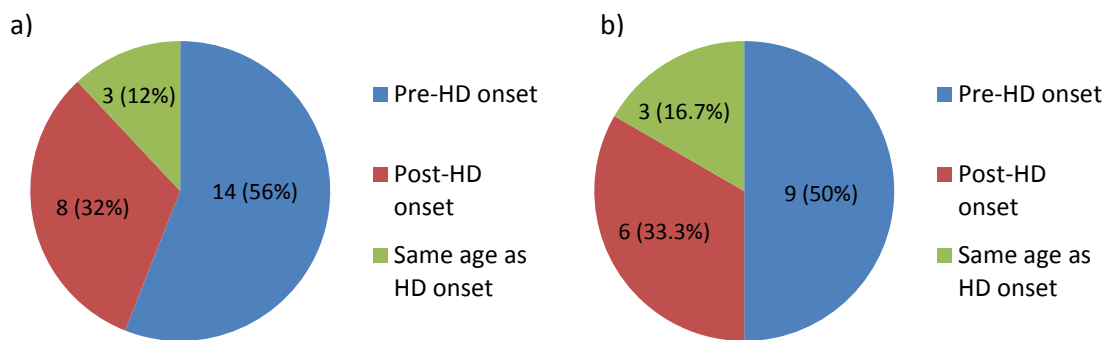 a)
3 (12%)
14 (56%)
8 (32%)
Pre-HD onset
Post-HD
onset
Same age as
HD onset
b)
3 (16.7%)
9 (50%)
6 (33.3%)
Pre-HD onset
Post-HD
onset
Same age as
HD onset